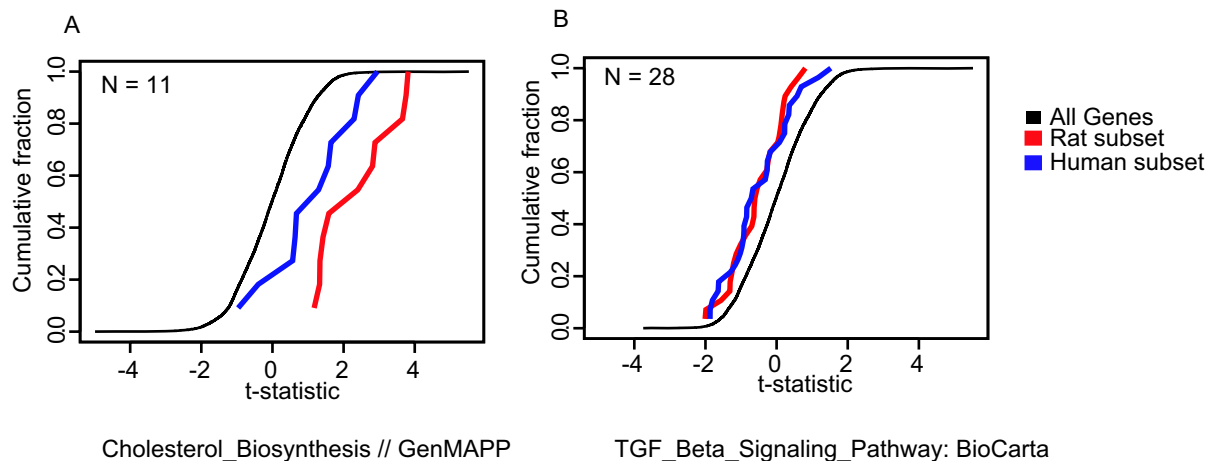 A
B
N = 11
N = 28
Cumulative fraction
0.0 0.2 0.4 0.6 0.8 1.0
-4 -2 0 2 4
t-statistic
Cumulative fraction
0.0 0.2 0.4 0.6 0.8 1.0
-4 -2 0 2 4
t-statistic
All Genes
Rat subset
Human subset
Cholesterol_Biosynthesis // GenMAPP
TGF_Beta_Signaling_Pathway: BioCarta